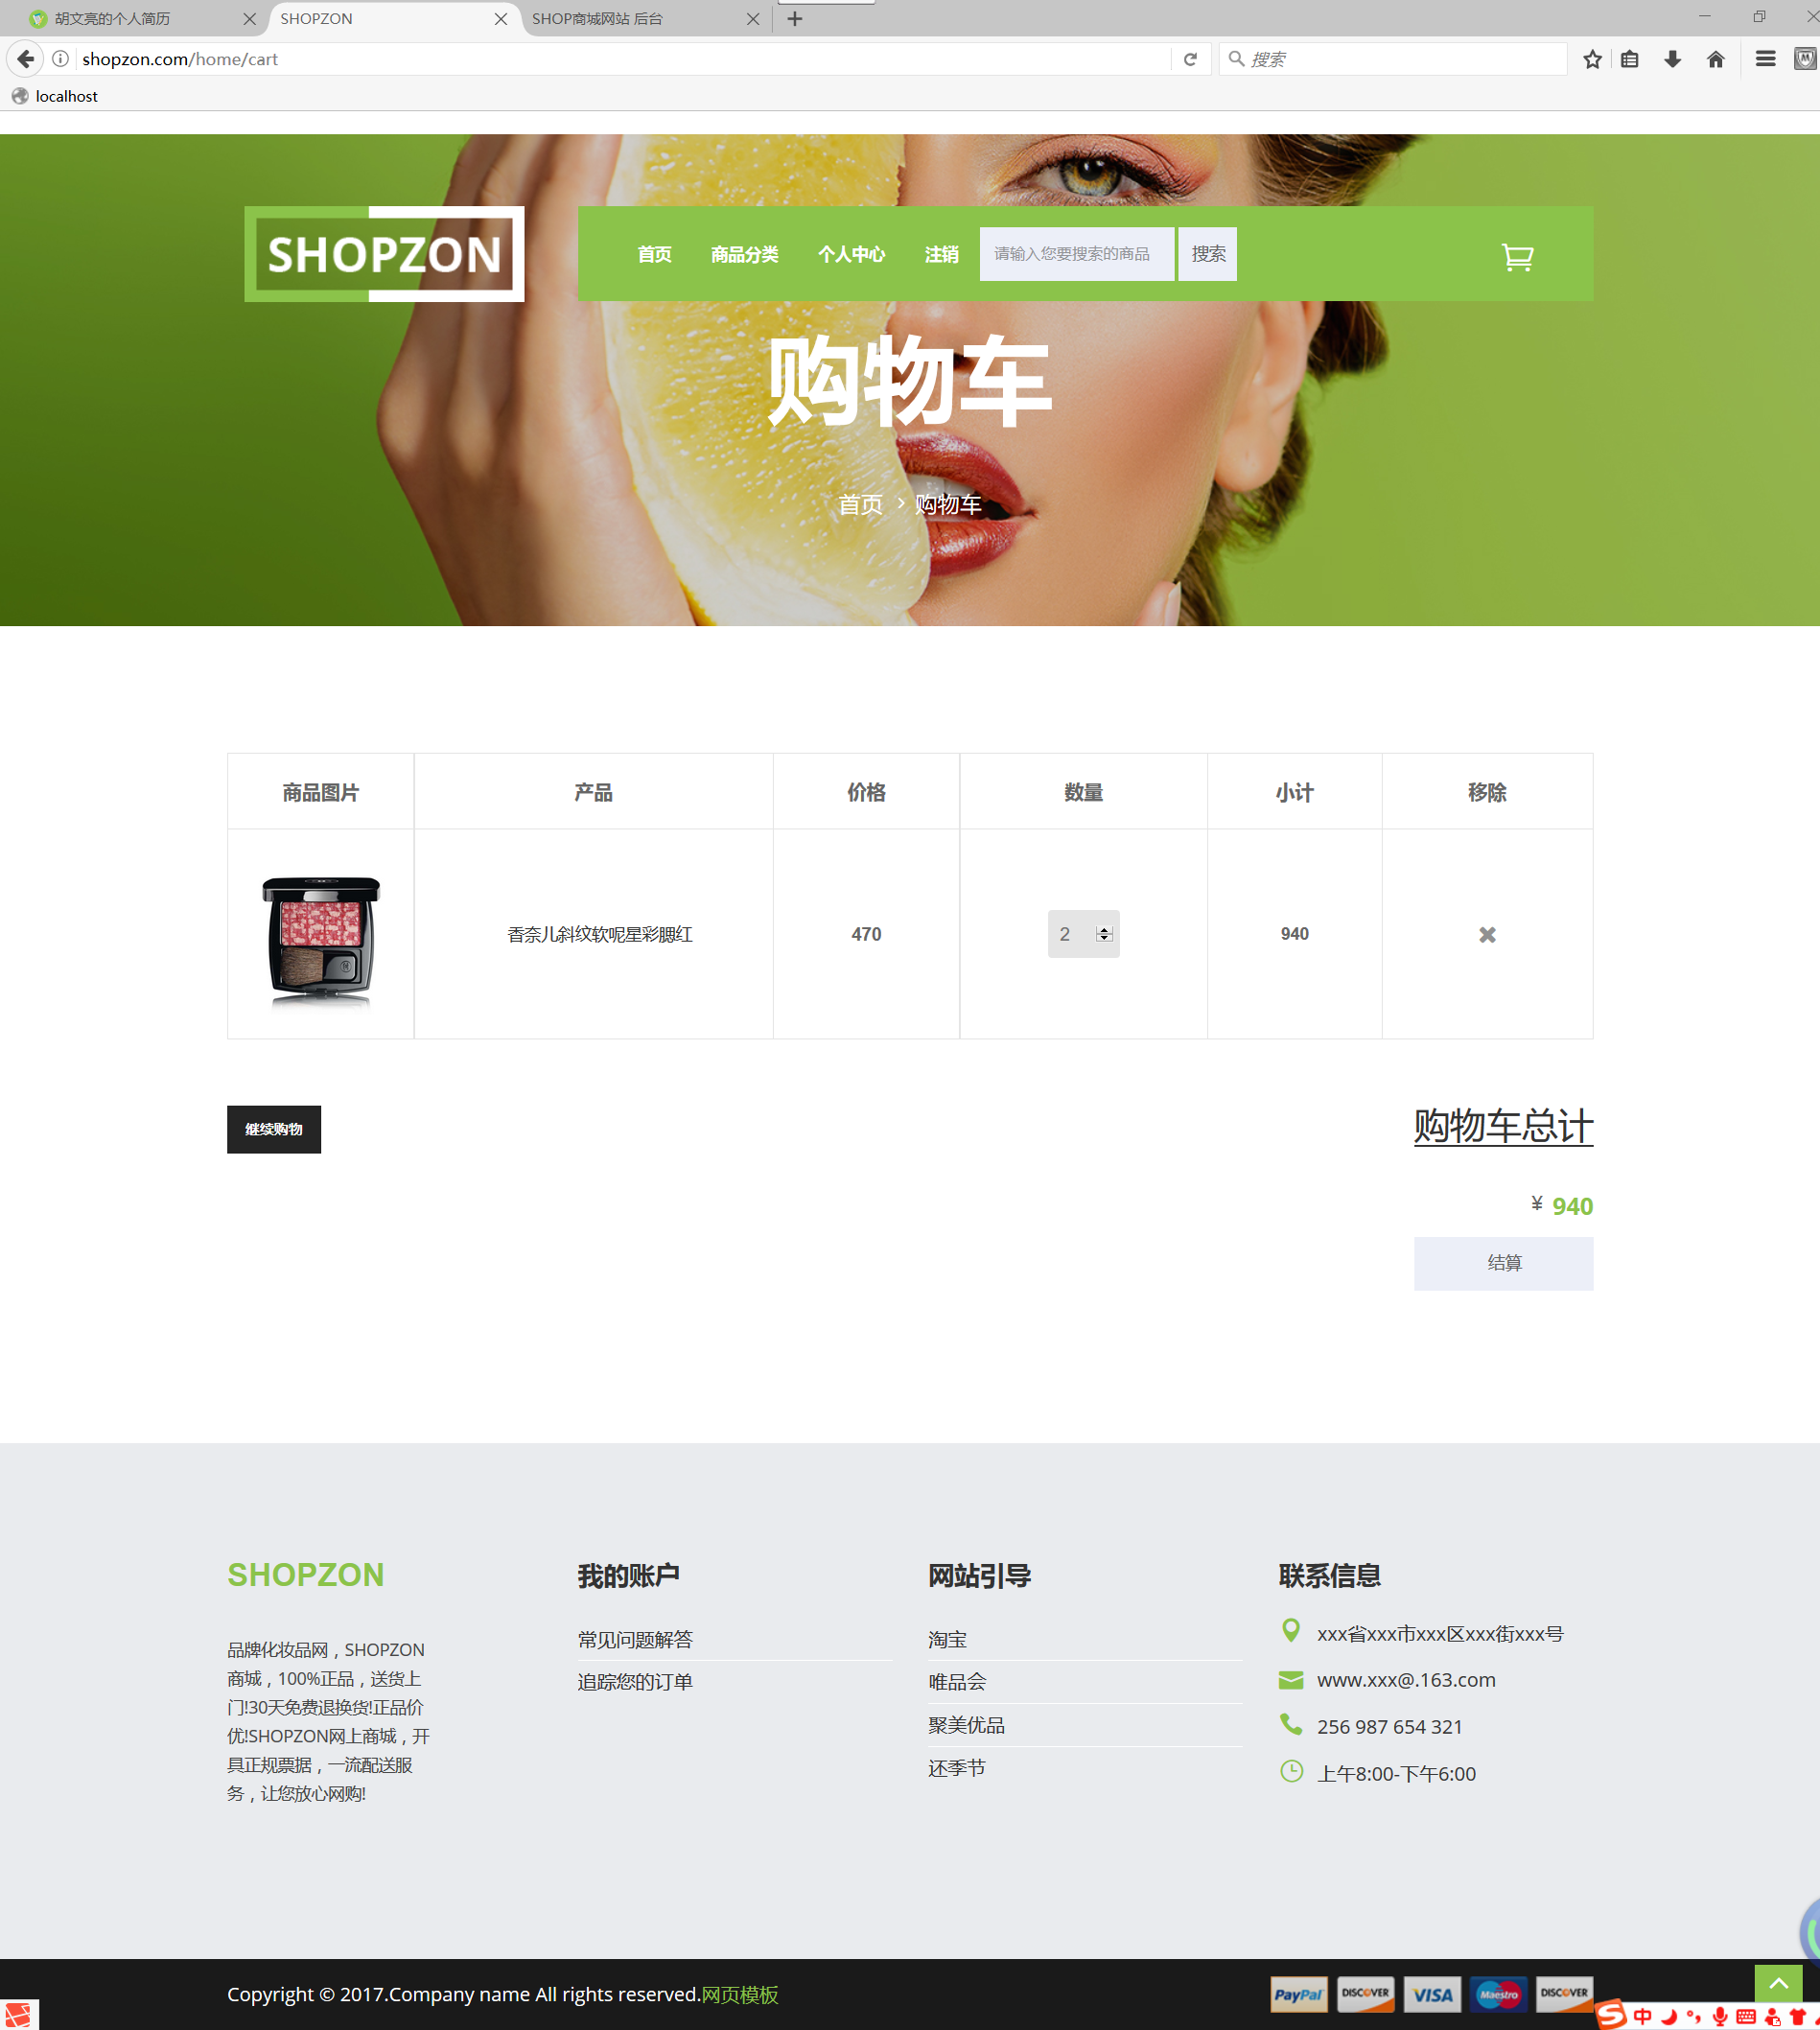 胡文亮的个人简历
SHOPZON
SHOP商城网站 后台
shopzon.com/home/cart
搜索
localhost
SHOPZON
首页
商品分类
个人中心
注销
请输入您要搜索的商品
搜索
购物车
首页 > 购物车
商品图片
产品
价格
数量
小计
移除
香奈儿斜纹软呢星彩腮红
470
2
940
继续购物
购物车总计
¥ 940
结算
SHOPZON
品牌化妆品网，SHOPZON
商城，100%正品，送货上
门!30天免费退换货!正品价
优!SHOPZON网上商城，开
具正规票据，一流配送服
务，让您放心网购!
我的账户
常见问题解答
追踪您的订单
网站引导
淘宝
唯品会
聚美优品
还季节
联系信息
xxx省xxx市xxx区xxx街xxx号
www.xxx@.163.com
256 987 654 321
上午8:00-下午6:00
Copyright © 2017.Company name All rights reserved.网页模板
PayPal
DISCOVER
VISA
Maestro
DISCOVER
中